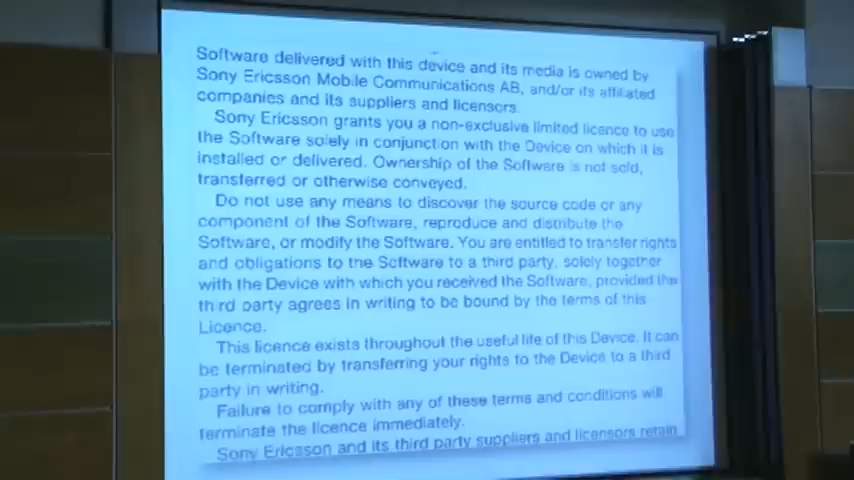 Software delivered with this device and its media is owned by
Sony Ericsson Mobile Communications AB, and/or its affiliated
companies and its suppliers and licensors.
Sony Ericsson grants you a non-exclusive limited licence to use
the Software solely in conjunction with the Device on which it is
installed or delivered. Ownership of the Software is not sold,
transferred or otherwise conveyed.
Do not use any means to discover the source code or any
component of the Software, reproduce and distribute the
Software, or modify the Software. You are entitled to transfer rights
and obligations to the Software to a third party, solely together
with the Device with which you received the Software, provided the
third party agrees in writing to be bound by the terms of this
Licence.
This licence exists throughout the useful life of this Device. It can
be terminated by transferring your rights to the Device to a third
party in writing.
Failure to comply with any of these terms and conditions will
terminate the licence immediately.
Sony Ericsson and its third party suppliers and licensors retain